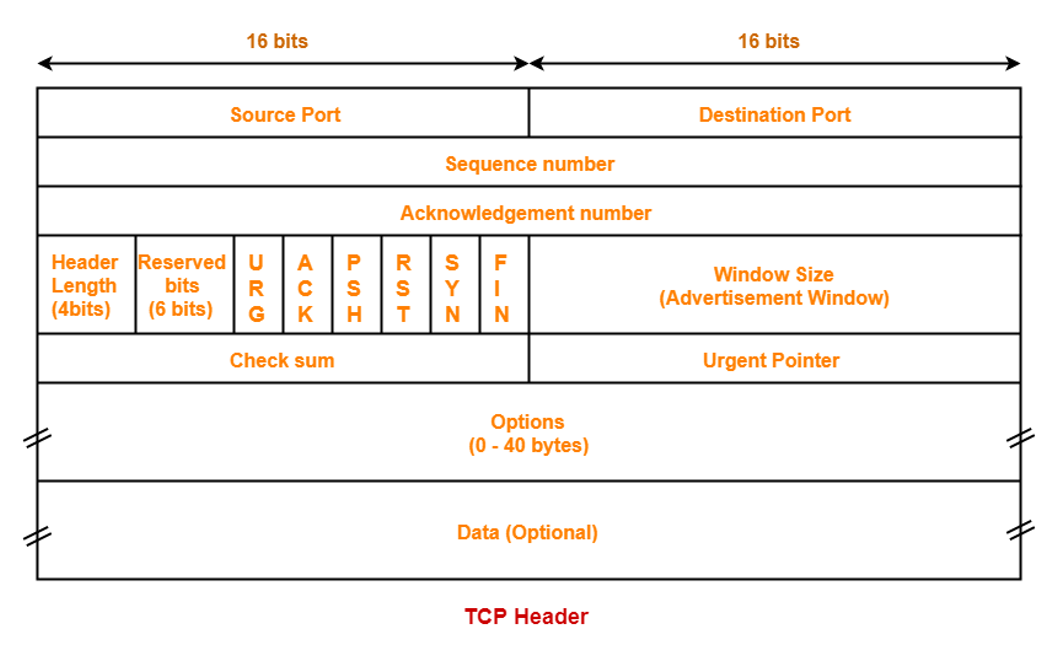 16 bits
16 bits
Source Port
Destination Port
Sequence number
Acknowledgement number
Header
Length
(4bits)
Reserved
bits
(6 bits)
URG
ACK
PSH
RST
SYN
FIN
Window Size
(Advertisement Window)
Check sum
Urgent Pointer
Options
(0 - 40 bytes)
Data (Optional)
TCP Header